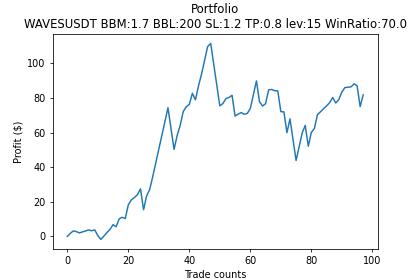 Portfolio
WAVESUSDT BBM:1.7 BBL:200 SL:1.2 TP:0.8 lev:15 WinRatio:70.0
Profit ($)
100
80
60
40
20
0
0 20 40 60 80 100
Trade counts